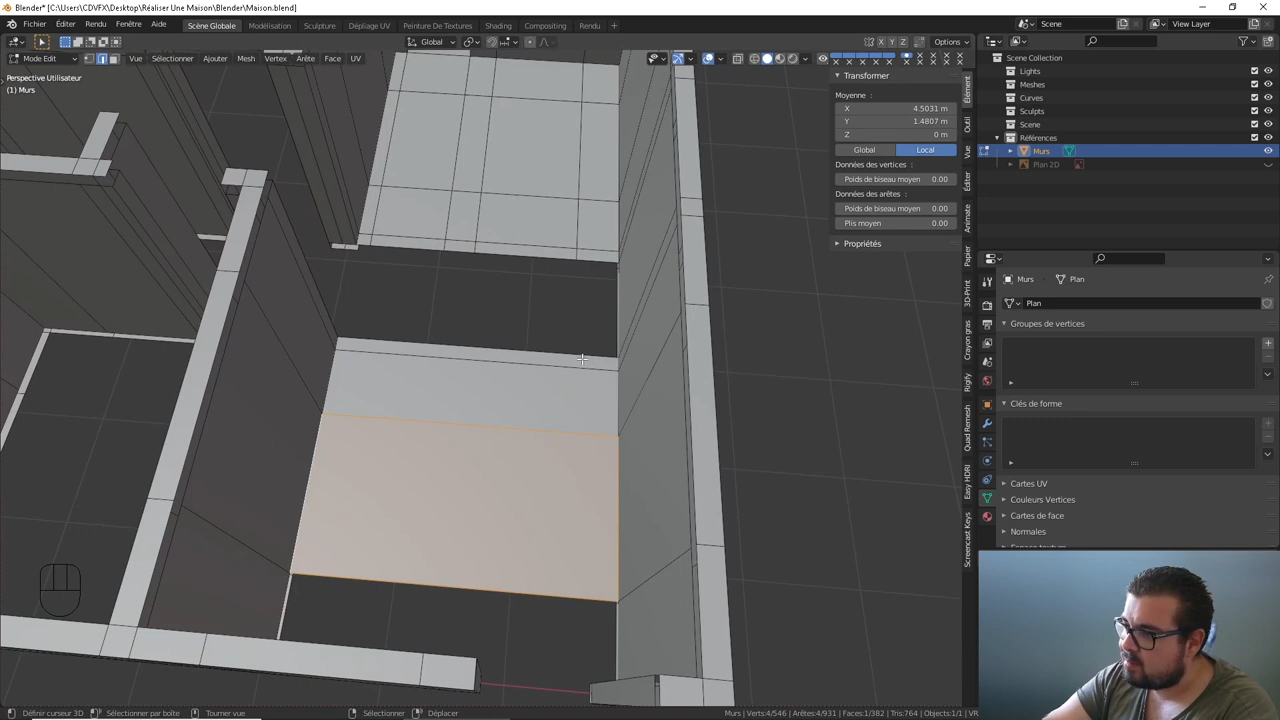 Blender* [C:\Users\CDVFX\Desktop\Réaliser Une Maison\Blender\Maison.blend]
Fichier Éditer Rendu Fenêtre Aide Scène Globale Modélisation Sculpture Dépliage UV Peinture De Textures Shading Animation Rendu Compositing Rendu Scene View Layer
Global Options
Mode Edit Vue Sélectionner Ajouter Mesh Vertex Arête Face UV
Perspective Utilisateur
(1) Murs
Transformer
Moyenne :
X 4.5031 m
Y 1.4807 m
Z 0 m
Global Local
Données des vertices :
Poids de biseau moyen 0.00
Données des arêtes :
Poids de biseau moyen 0.00
Plis moyen 0.00
Propriétés
Élément
Outil
Vue
Éditer
Animate
Papier
3D-Print
Crayon gras
Rigify
Quad Remesh
Easy HDRI
Screencast Keys
Scene Collection
Lights
Meshes
Curves
Sculpts
Scene
Références
Murs
Plan 2D
Murs Plan
Plan
Groupes de vertices
Clés de forme
Cartes UV
Couleurs Vertices
Cartes de face
Normales
Définir curseur 3D Sélectionner par boîte Tourner vue Sélectionner Déplacer Murs | Verts:4/546 | Arêtes:4/931 | Faces:1/382 | Tris:764 | Objects:1/1 | VR